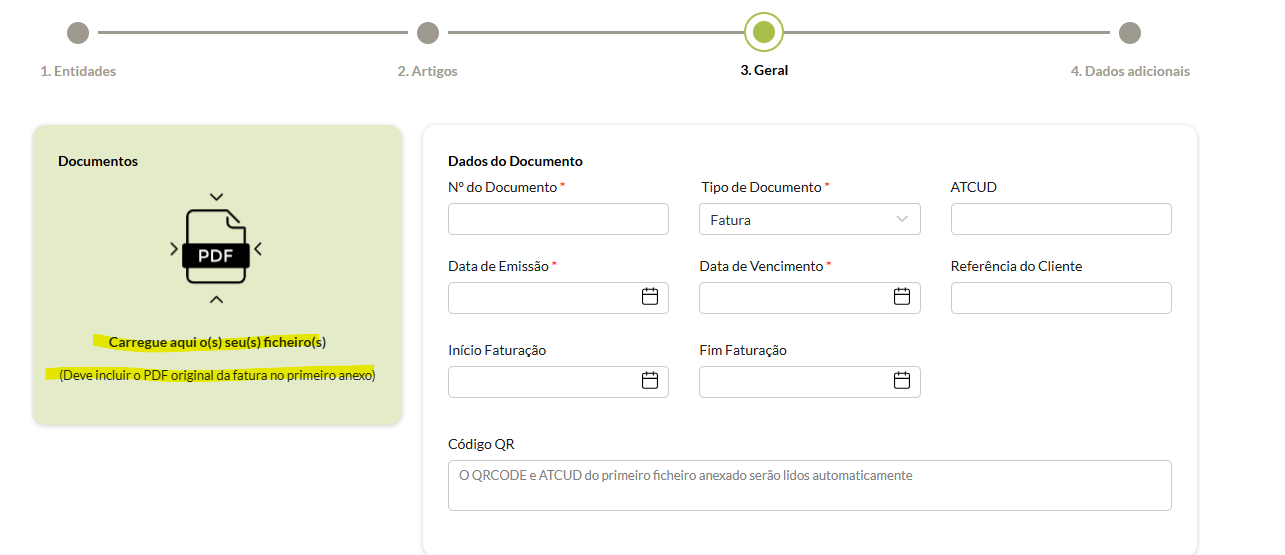 1. Entidades
2. Artigos
3. Geral
4. Dados adicionais
Documentos
PDF
Carregue aqui o(s) seu(s) ficheiro(s)
(Deve incluir o PDF original da fatura no primeiro anexo)
Dados do Documento
Nº do Documento *
Tipo de Documento *
ATCUD
Fatura
Data de Emissão *
Data de Vencimento *
Referência do Cliente
Início Faturação
Fim Faturação
Código QR
O QRCODE e ATCUD do primeiro ficheiro anexado serão lidos automaticamente